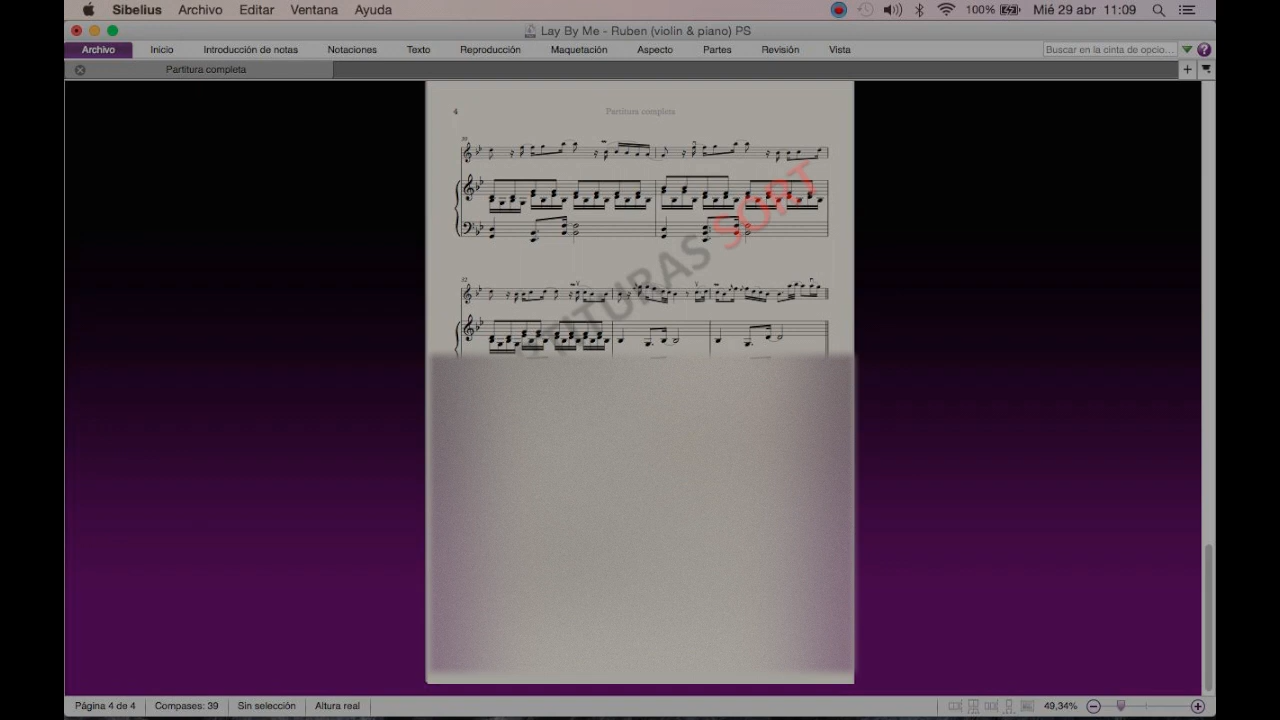 Sibelius Archivo Editar Ventana Ayuda 100% Mié 29 abr 11:09
Lay By Me - Ruben (violin & piano) PS
Archivo Inicio Introducción de notas Notaciones Texto Reproducción Maquetación Aspecto Partes Revisión Vista Buscar en la cinta de opcio...
Partitura completa
4 Partitura completa
TITURAS SORT
Página 4 de 4 Compases: 39 Sin selección Altura real 49,34%